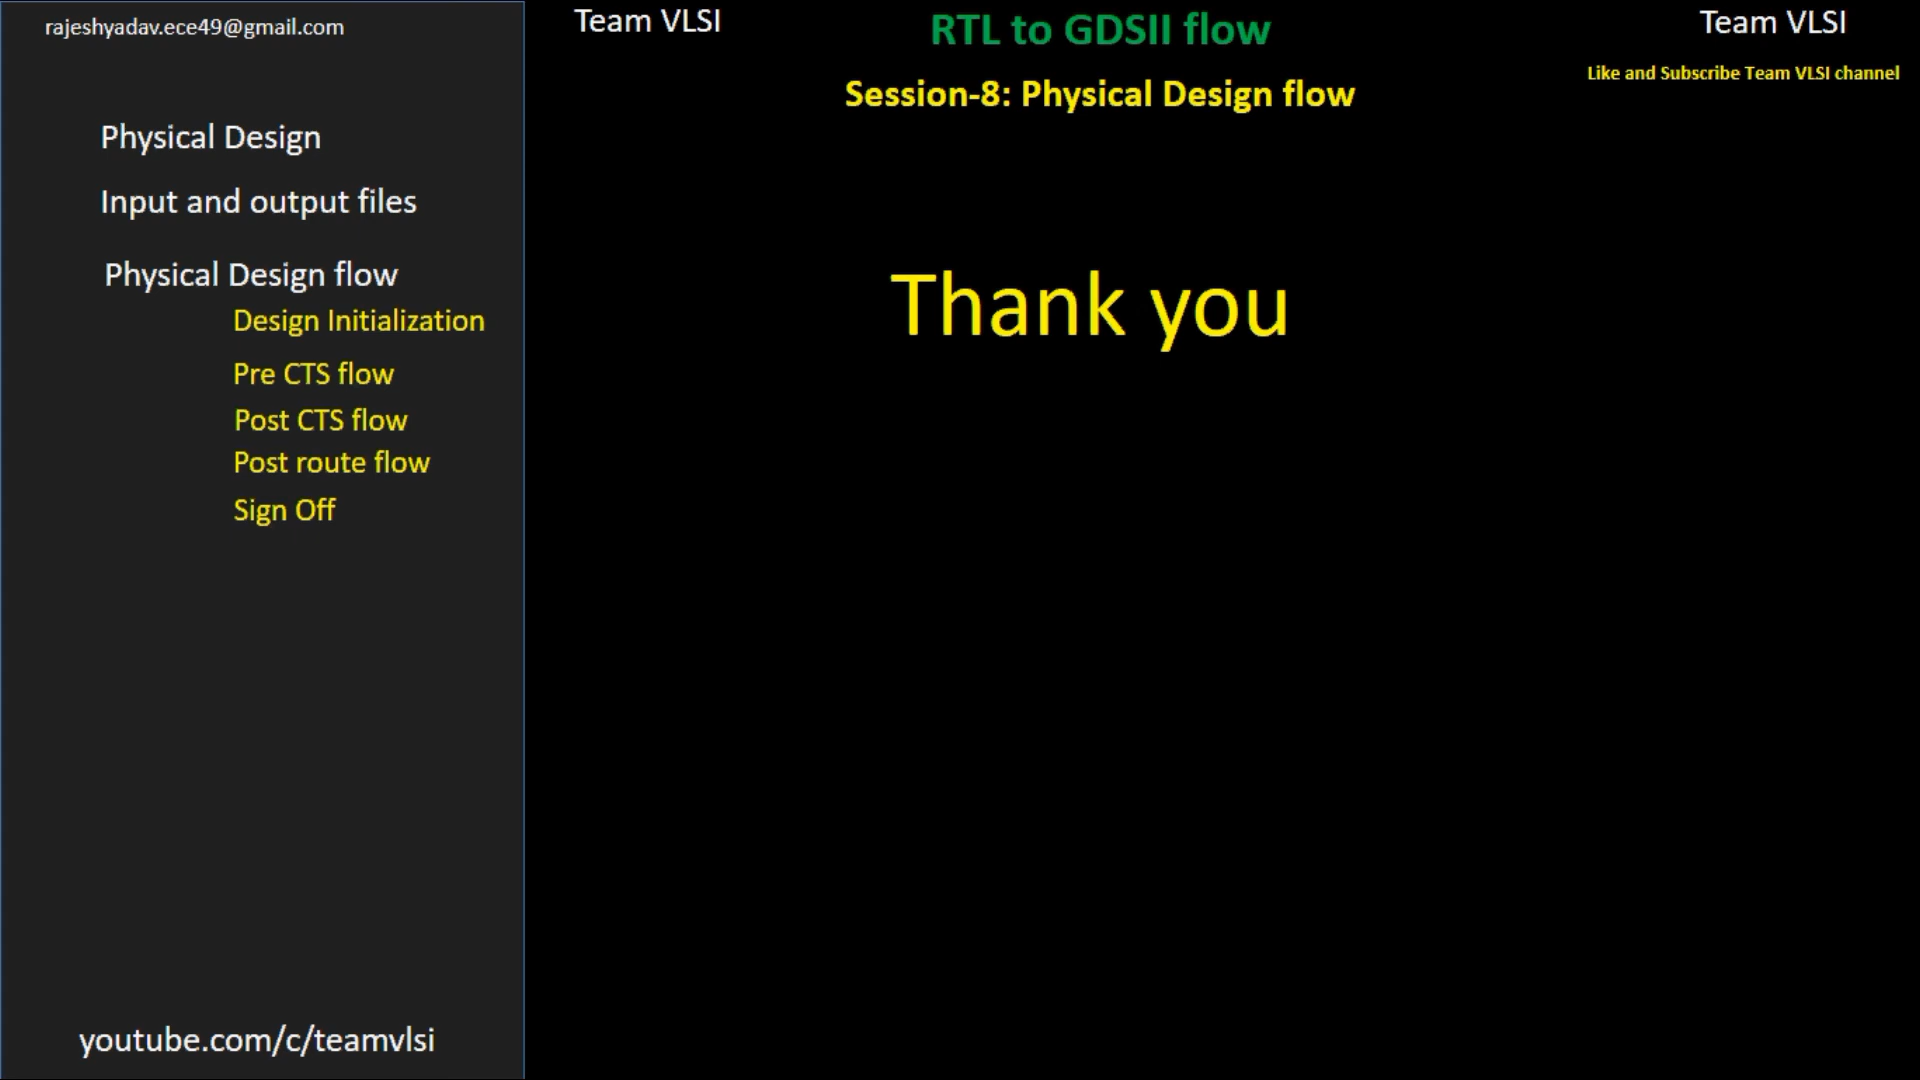 rajeshyadav.ece49@gmail.com
Physical Design
Input and output files
Physical Design flow
Design Initialization
Pre CTS flow
Post CTS flow
Post route flow
Sign Off
youtube.com/c/teamvlsi
Team VLSI
RTL to GDSII flow
Session-8: Physical Design flow
Team VLSI
Like and Subscribe Team VLSI channel
Thank you